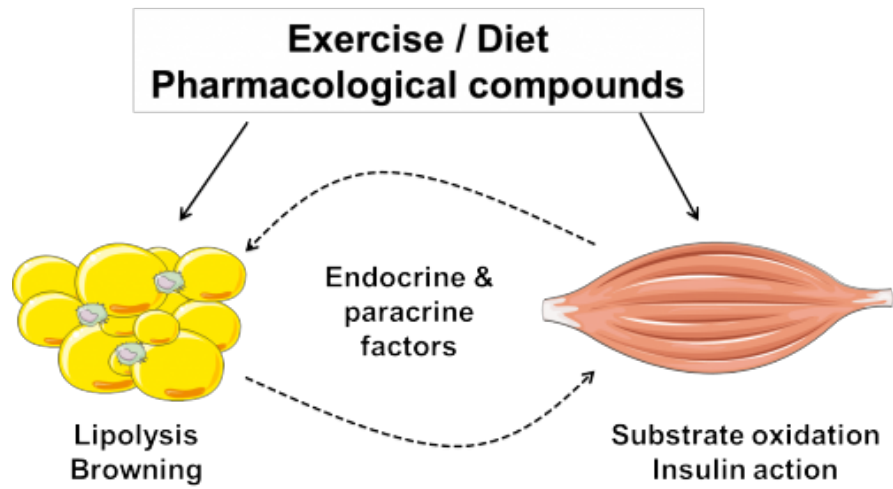 Exercise / Diet
Pharmacological compounds
Endocrine &
paracrine
factors
Lipolysis
Browning
Substrate oxidation
Insulin action